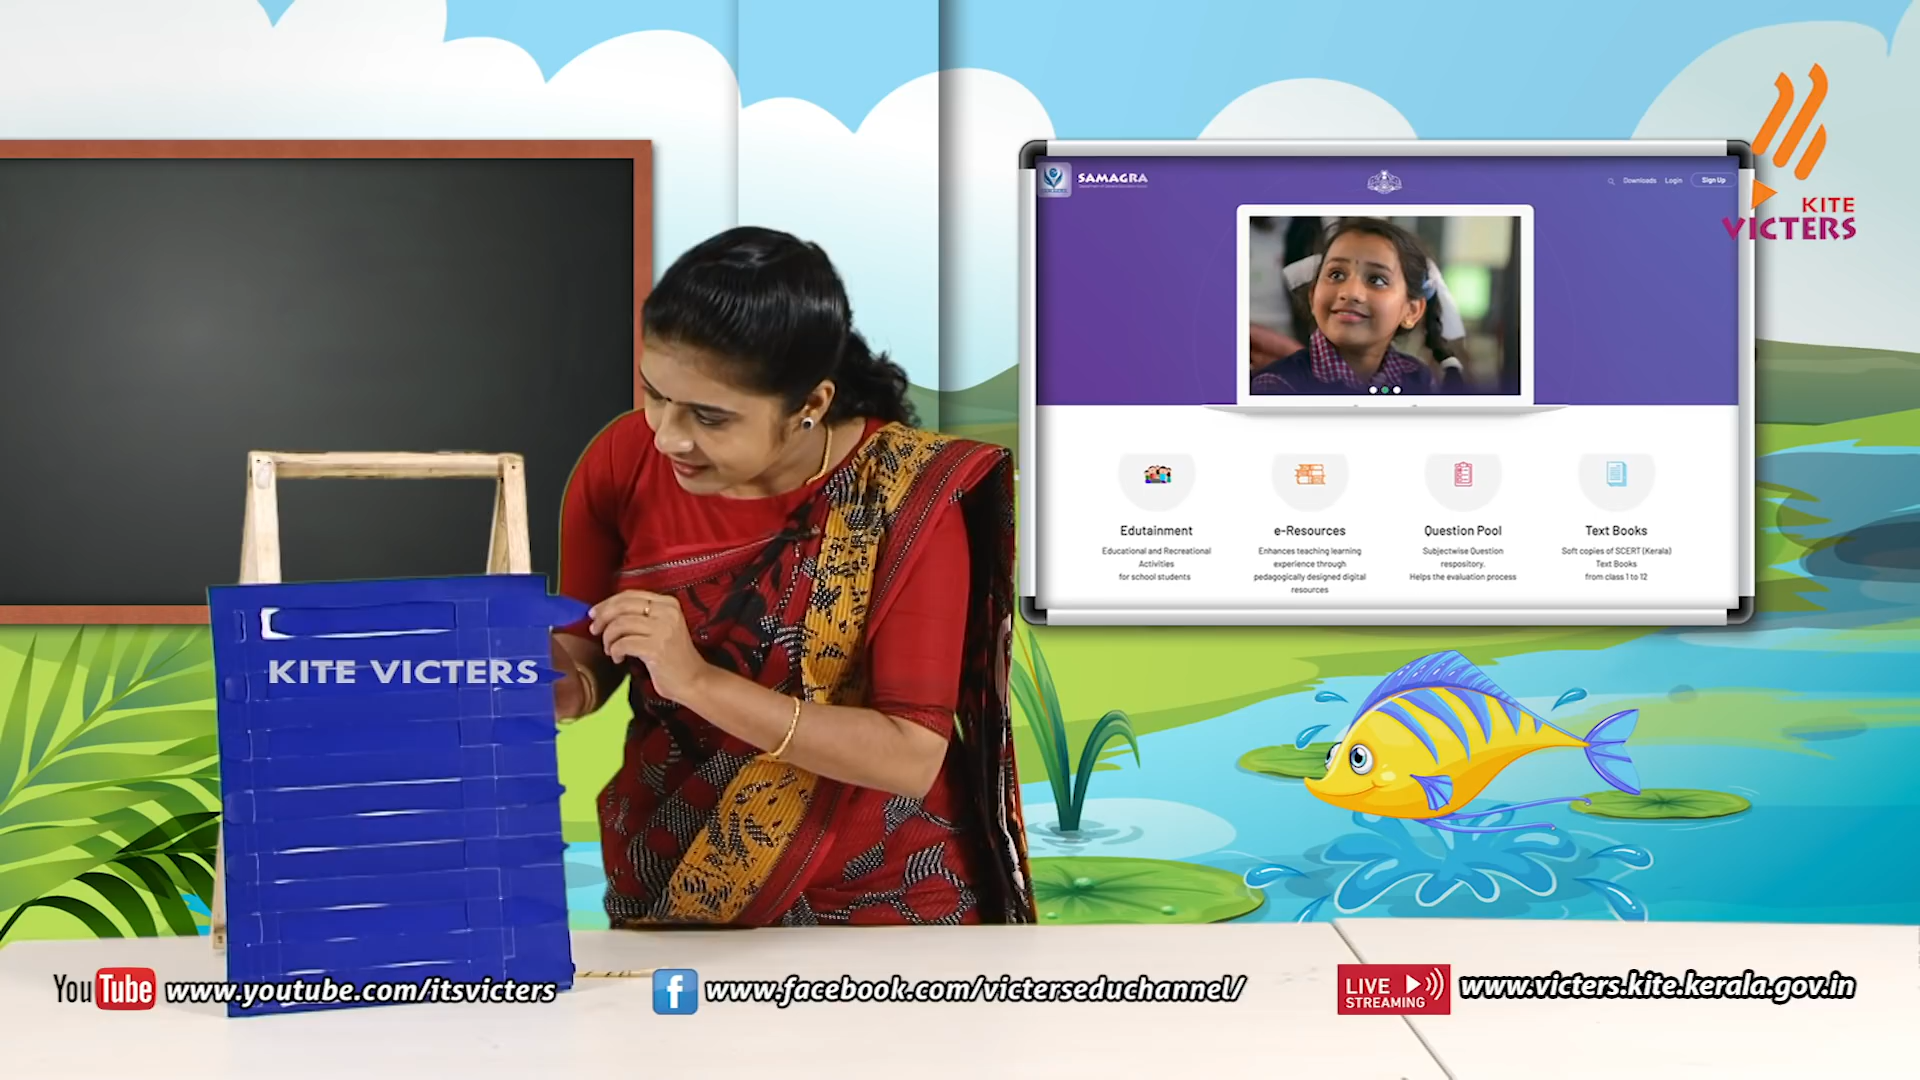 SAMAGRA
Downloads
Login
Sign Up
KITE
VICTERS
Edutainment
Educational and Recreational
Activities
for school students
e-Resources
Enhances teaching learning
experience through
pedagogically designed digital
resources
Question Pool
Subjectwise Question
respository.
Helps the evaluation process
Text Books
Soft copies of SCERT (Kerala)
Text Books
from class 1 to 12
KITE VICTERS
You Tube www.youtube.com/itsvicters
f www.facebook.com/victerseduchannel/
LIVE
STREAMING
www.victers.kite.kerala.gov.in